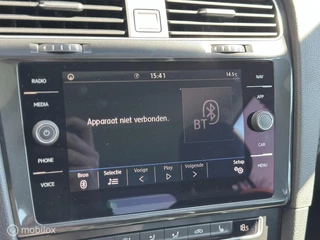 15:41
14.5°c
RADIO
NAV
MEDIA
APP
Apparaat niet verbonden.
BT
PHONE
CAR
VOICE
MENU
Bron
Selectie
Vorige
Play
Volgende
Setup
marktplaats